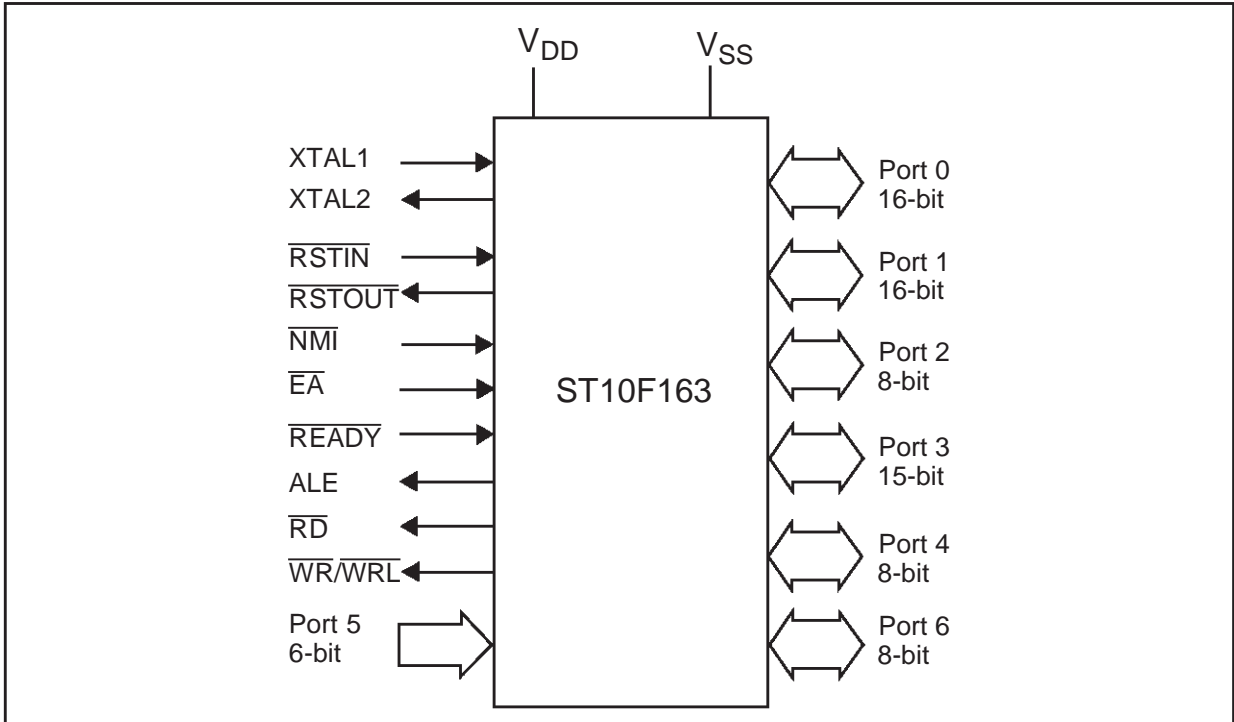 VDD
VSS
XTAL1
XTAL2
RSTIN
RSTOUT
NMI
EA
READY
ALE
RD
WR/WRL
Port 5
6-bit
ST10F163
Port 0
16-bit
Port 1
16-bit
Port 2
8-bit
Port 3
15-bit
Port 4
8-bit
Port 6
8-bit